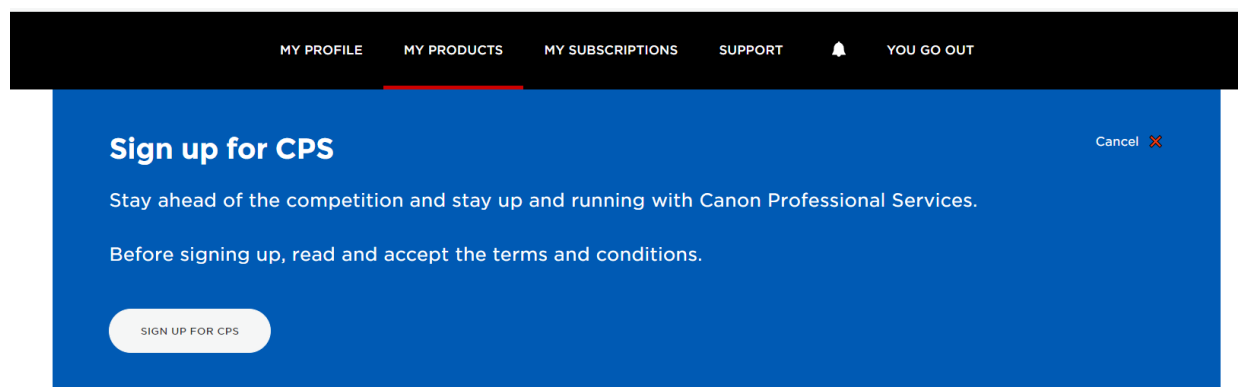 MY PROFILE MY PRODUCTS MY SUBSCRIPTIONS SUPPORT YOU GO OUT
Sign up for CPS
Cancel
Stay ahead of the competition and stay up and running with Canon Professional Services.
Before signing up, read and accept the terms and conditions.
SIGN UP FOR CPS